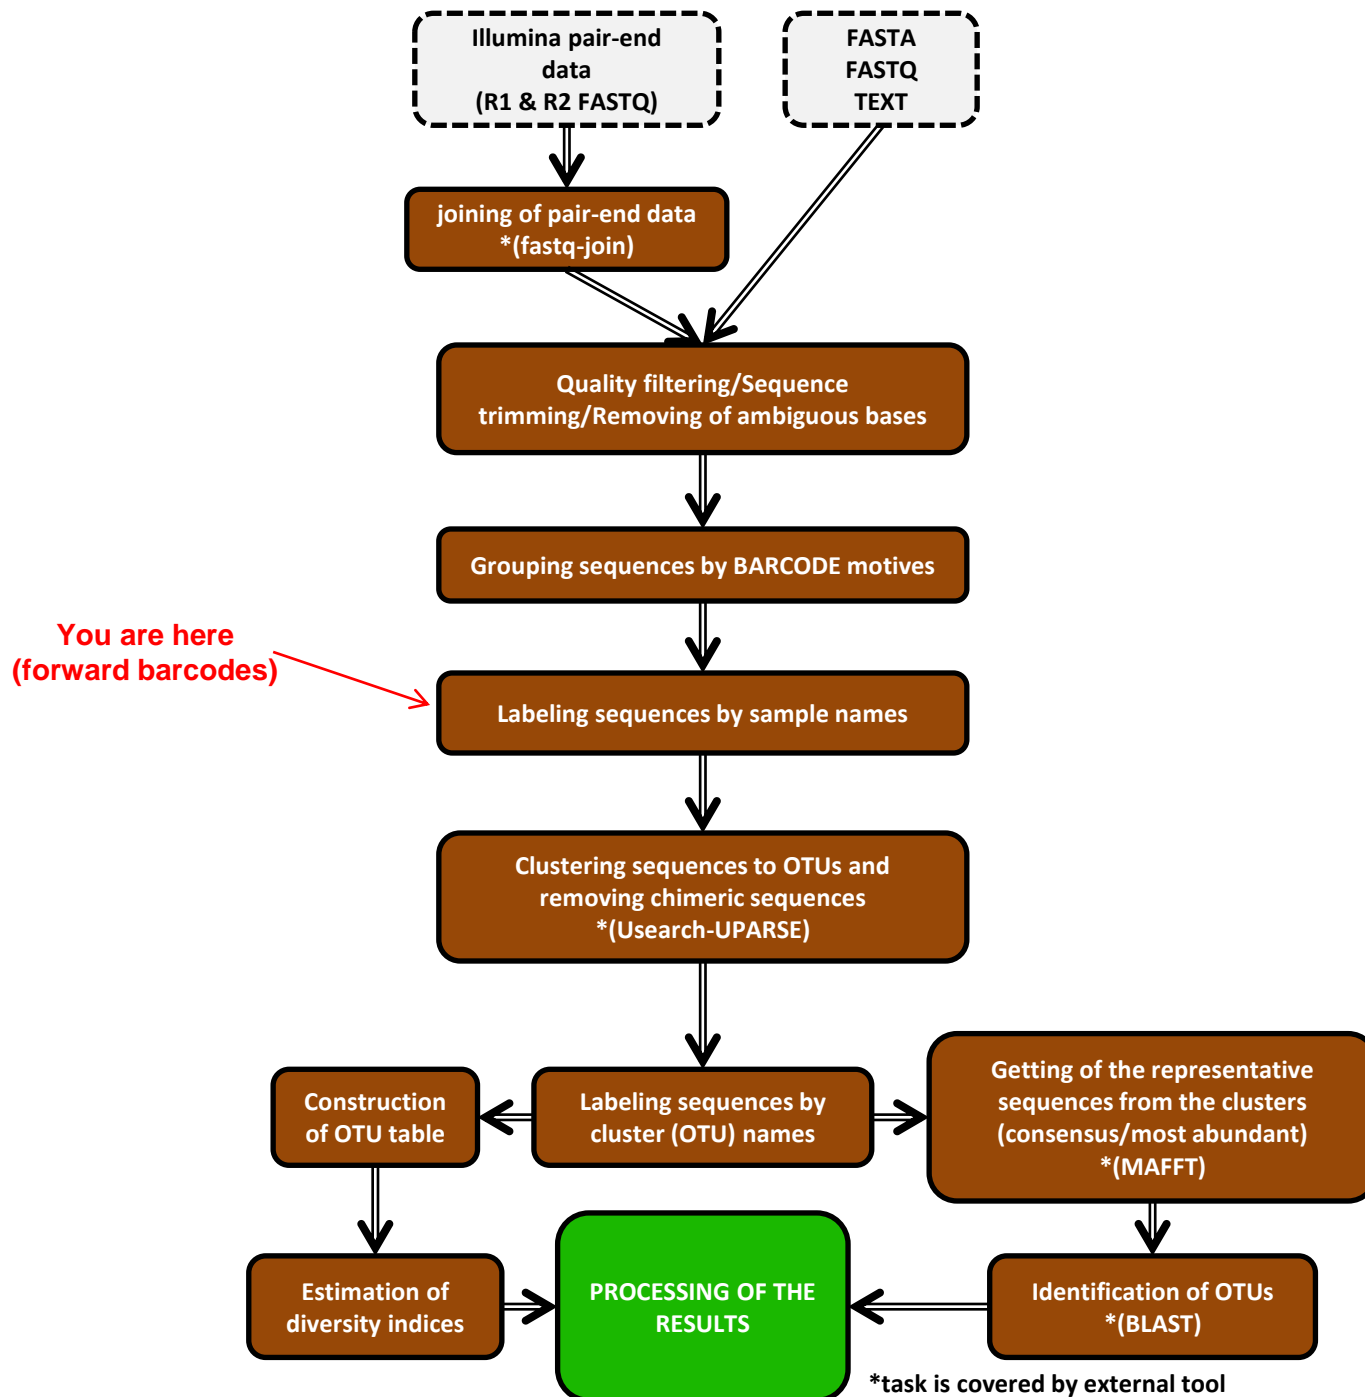 Illumina pair-end
data
(R1 & R2 FASTQ)
FASTA
FASTQ
TEXT
joining of pair-end data
*(fastq-join)
Quality filtering/Sequence
trimming/Removing of ambiguous bases
Grouping sequences by BARCODE motives
You are here
(forward barcodes)
Labeling sequences by sample names
Clustering sequences to OTUs and
removing chimeric sequences
*(Usearch-UPARSE)
Construction
of OTU table
Labeling sequences by
cluster (OTU) names
Getting of the representative
sequences from the clusters
(consensus/most abundant)
*(MAFFT)
Estimation of
diversity indices
PROCESSING OF THE
RESULTS
Identification of OTUs
*(BLAST)
*task is covered by external tool